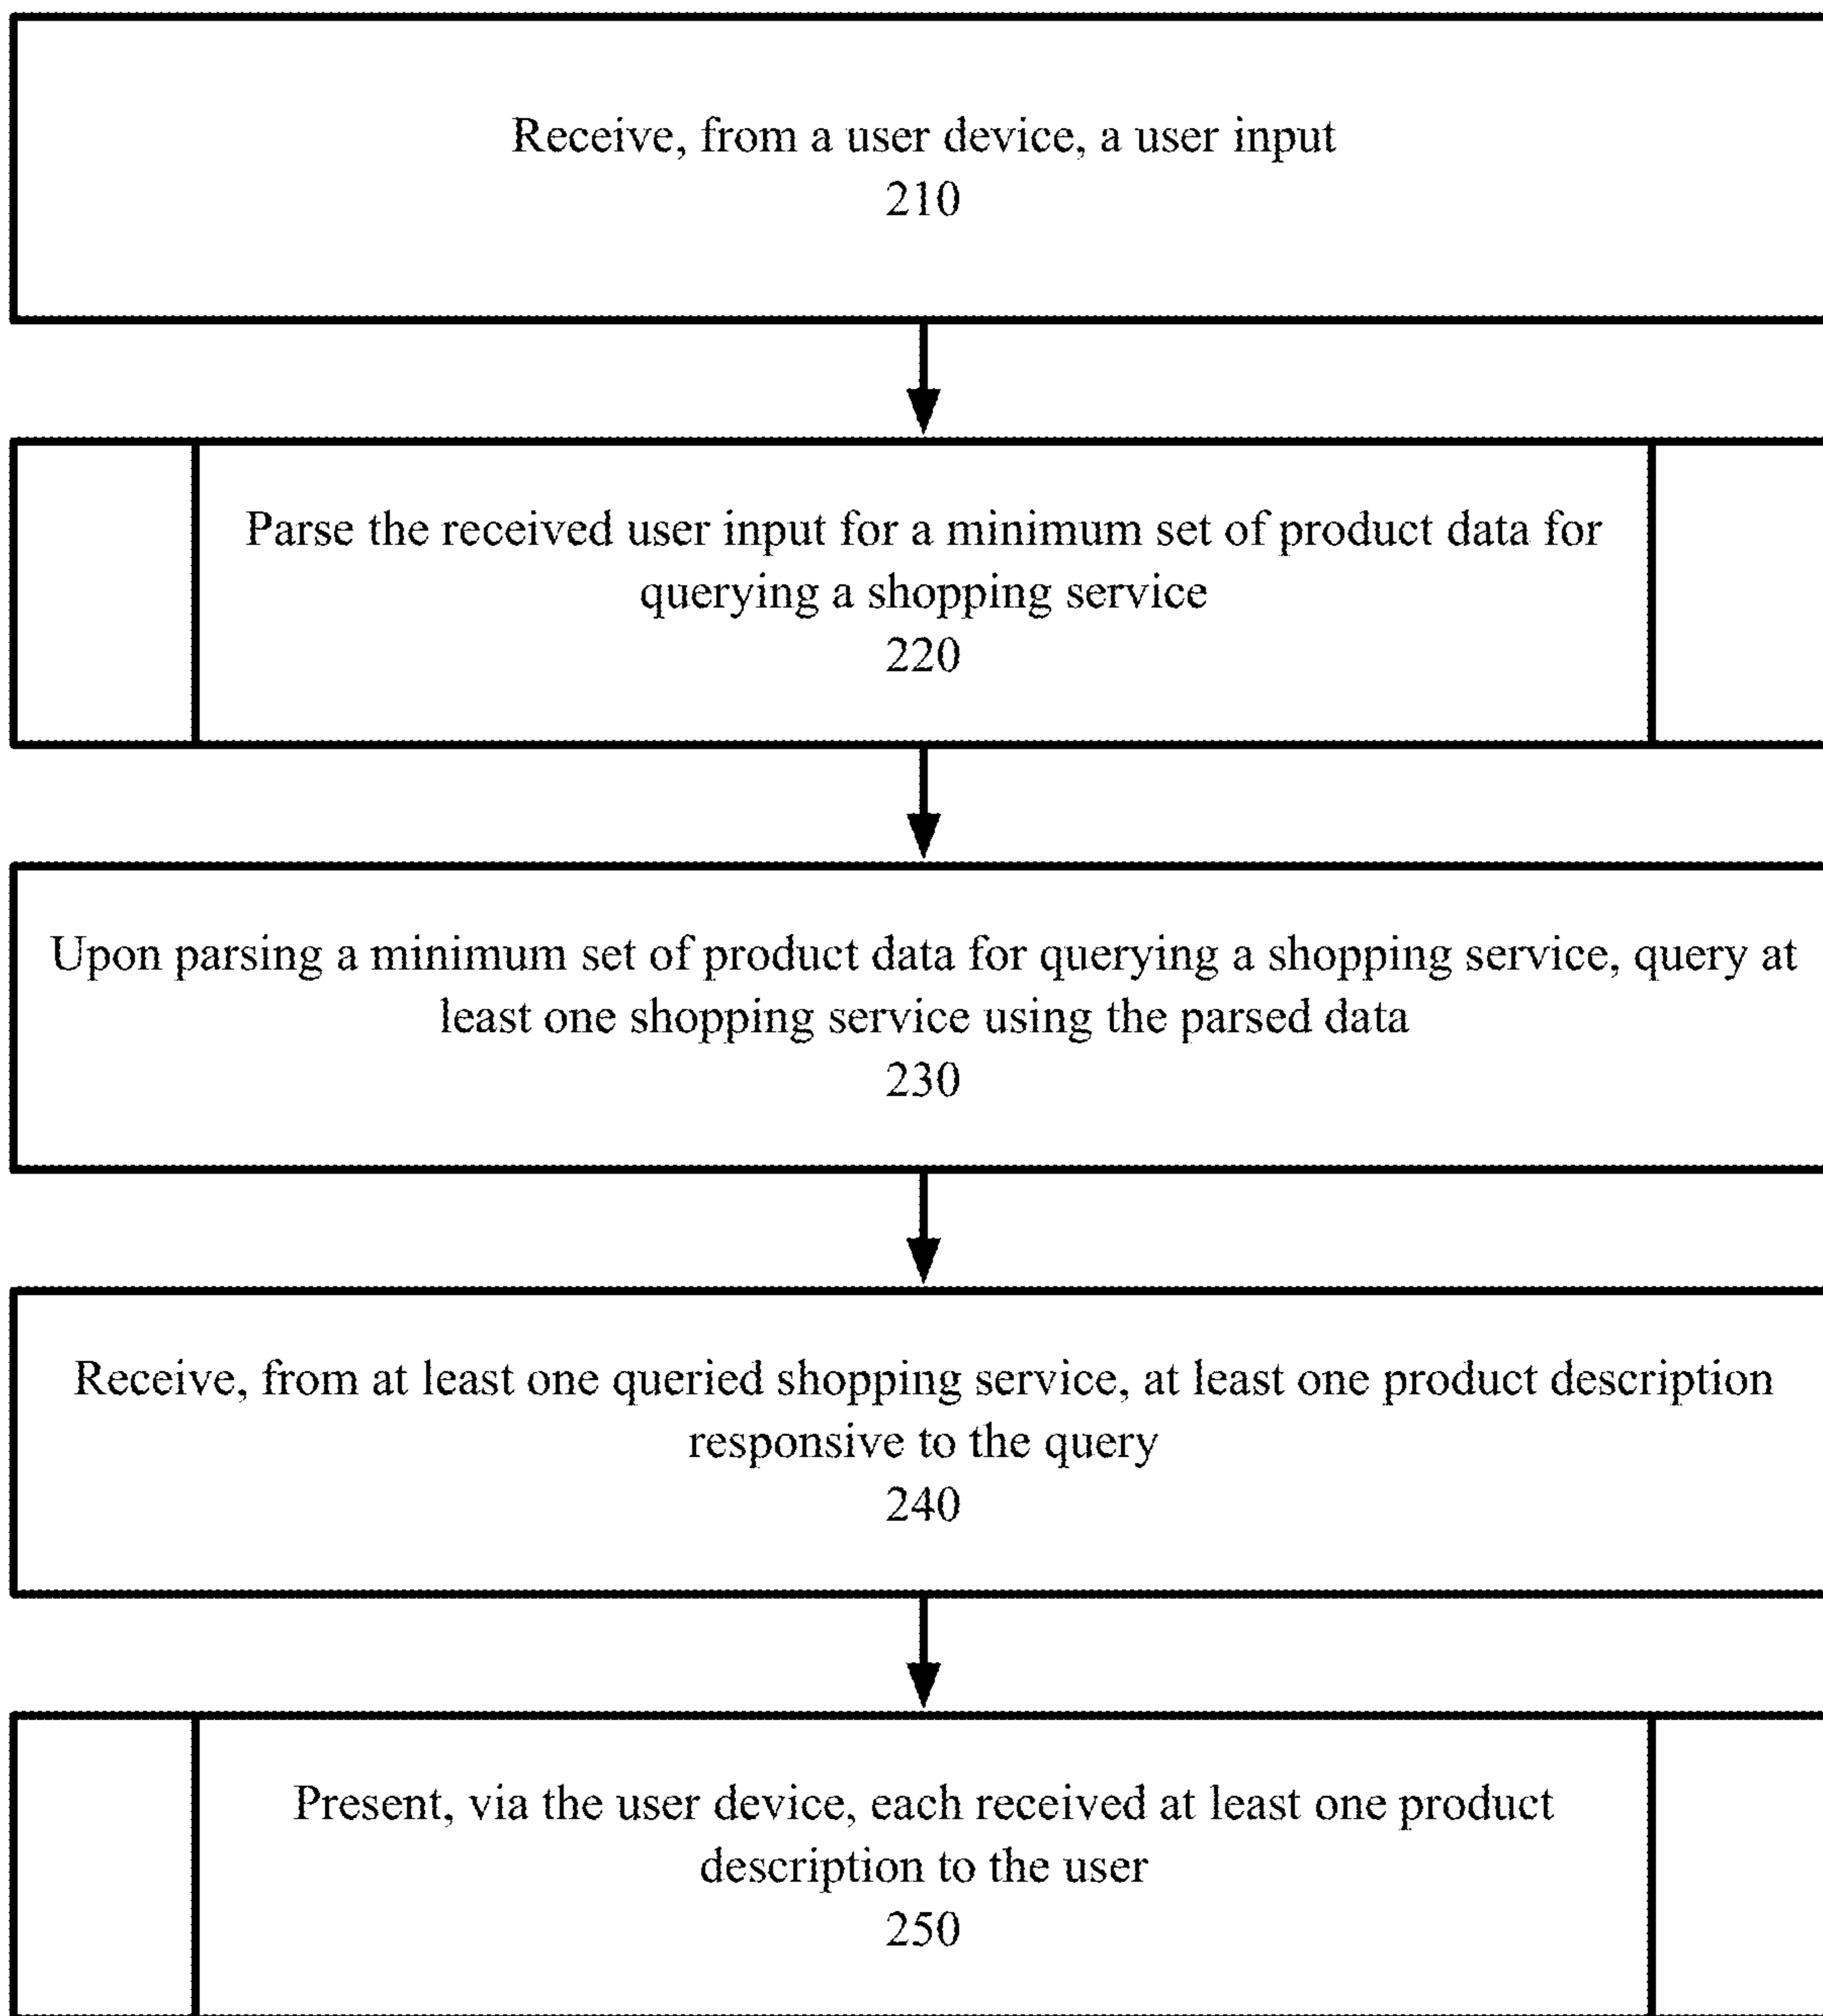 Receive, from a user device, a user input
210
Parse the received user input for a minimum set of product data for
querying a shopping service
220
Upon parsing a minimum set of product data for querying a shopping service, query at
least one shopping service using the parsed data
230
Receive, from at least one queried shopping service, at least one product description
responsive to the query
240
Present, via the user device, each received at least one product
description to the user
250